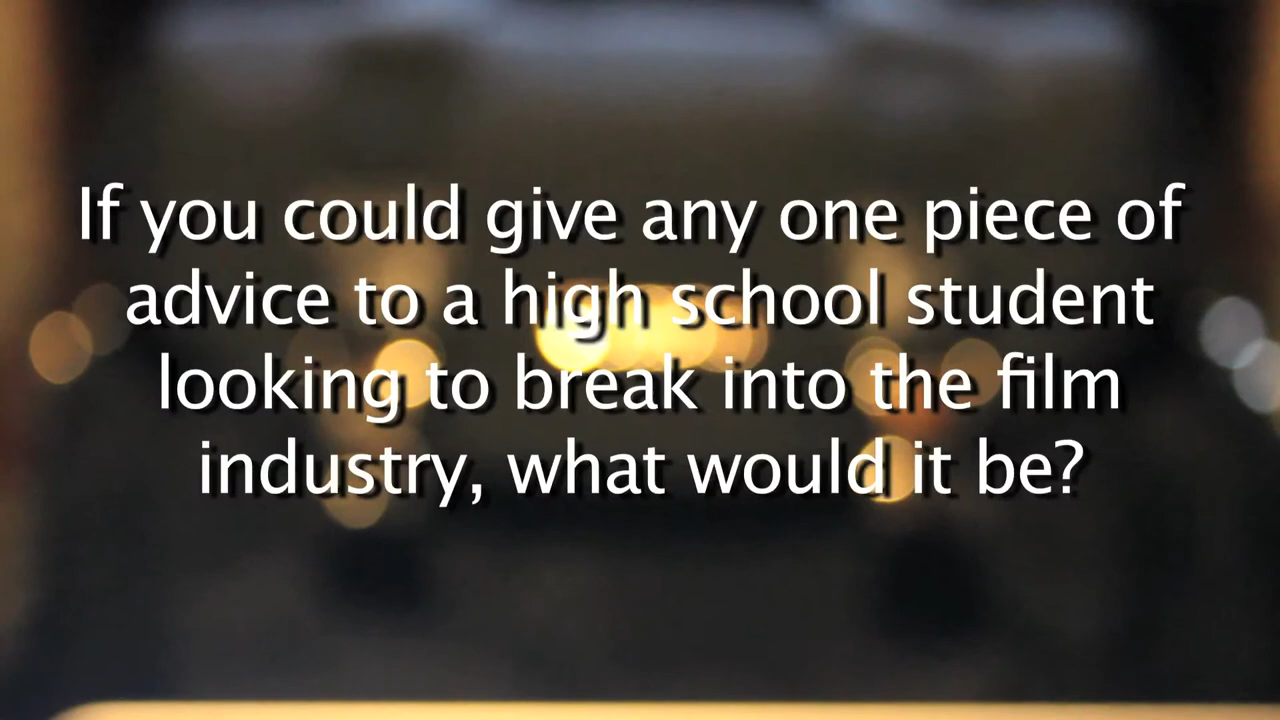 If you could give any one piece of
advice to a high school student
looking to break into the film
industry, what would it be?